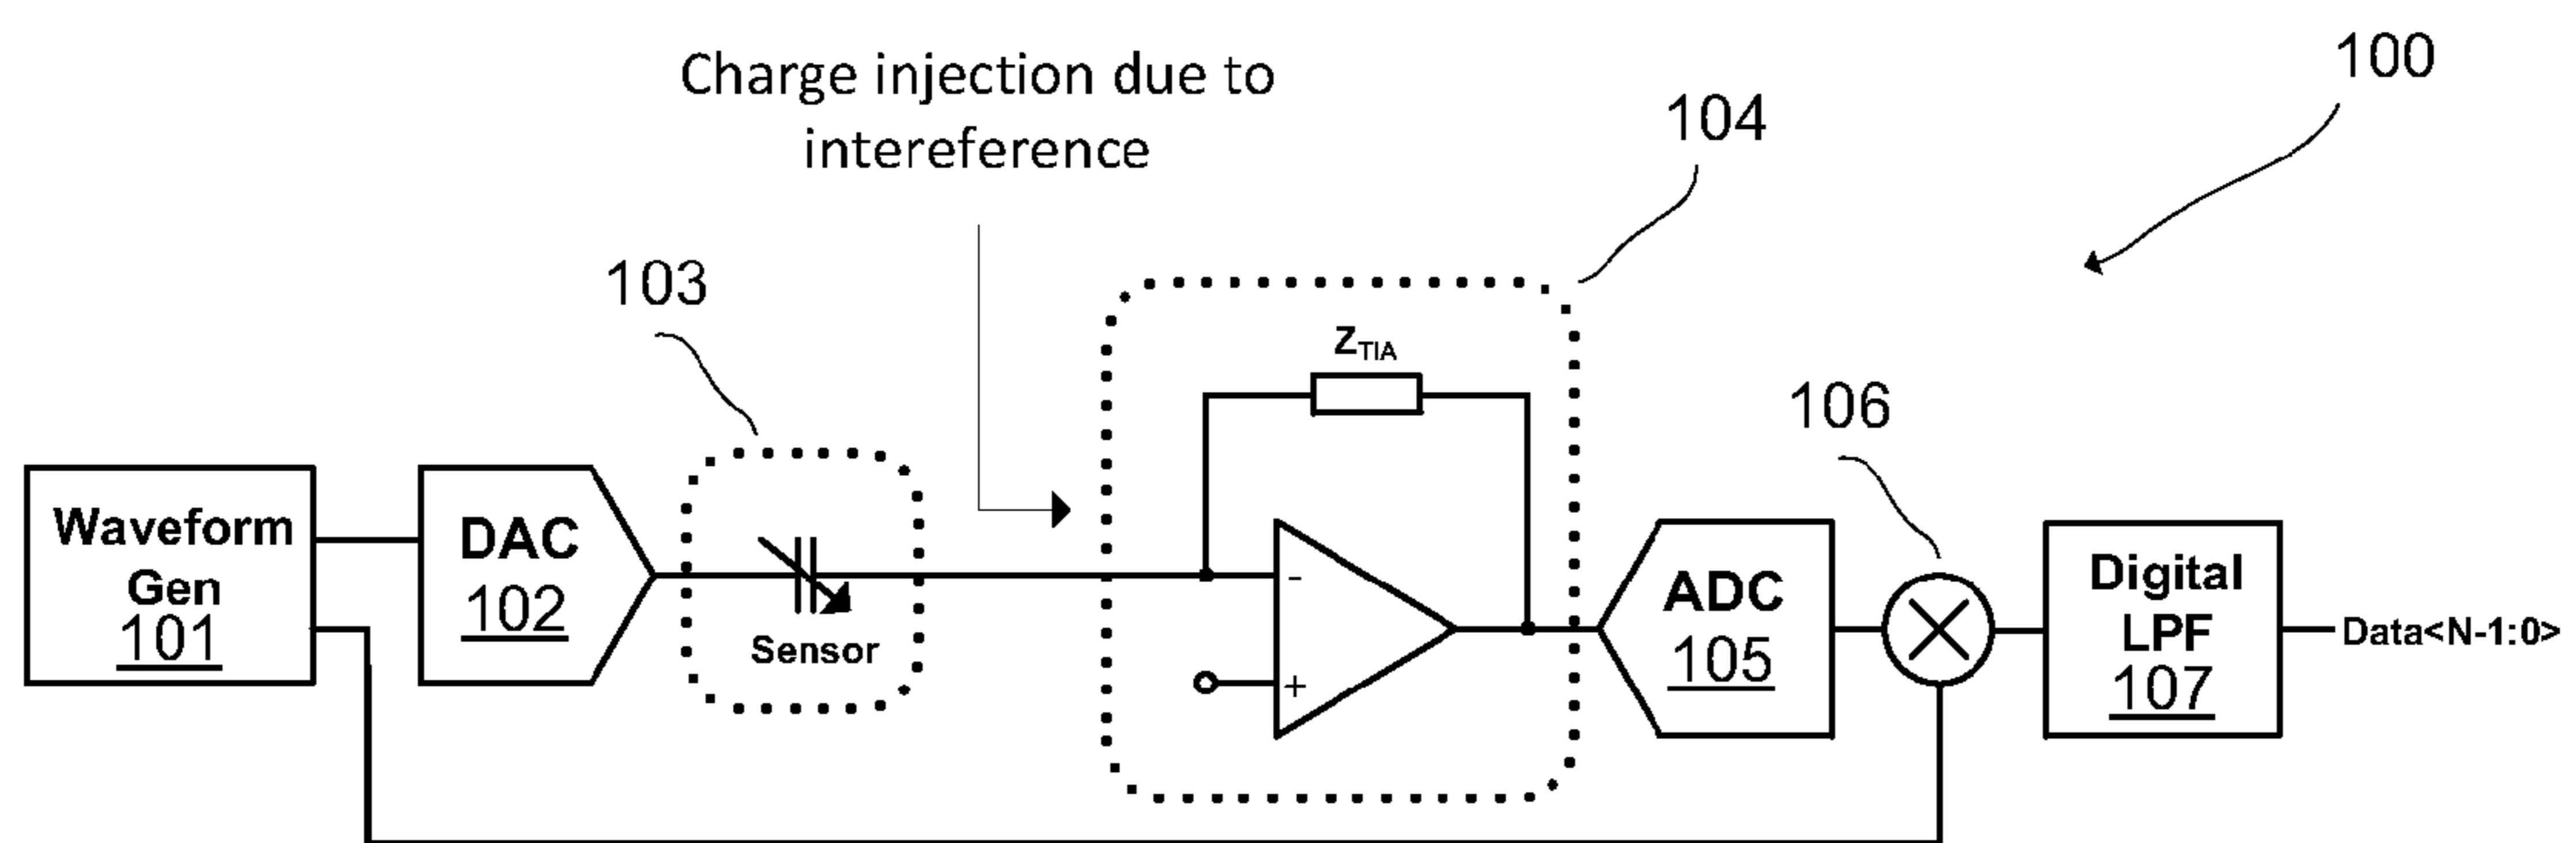 Charge injection due to
intereference
100
104
103
Z_TIA
106
Waveform
Gen
101
DAC
102
Sensor
-
+
ADC
105
Digital
LPF
107
Data<N-1:0>